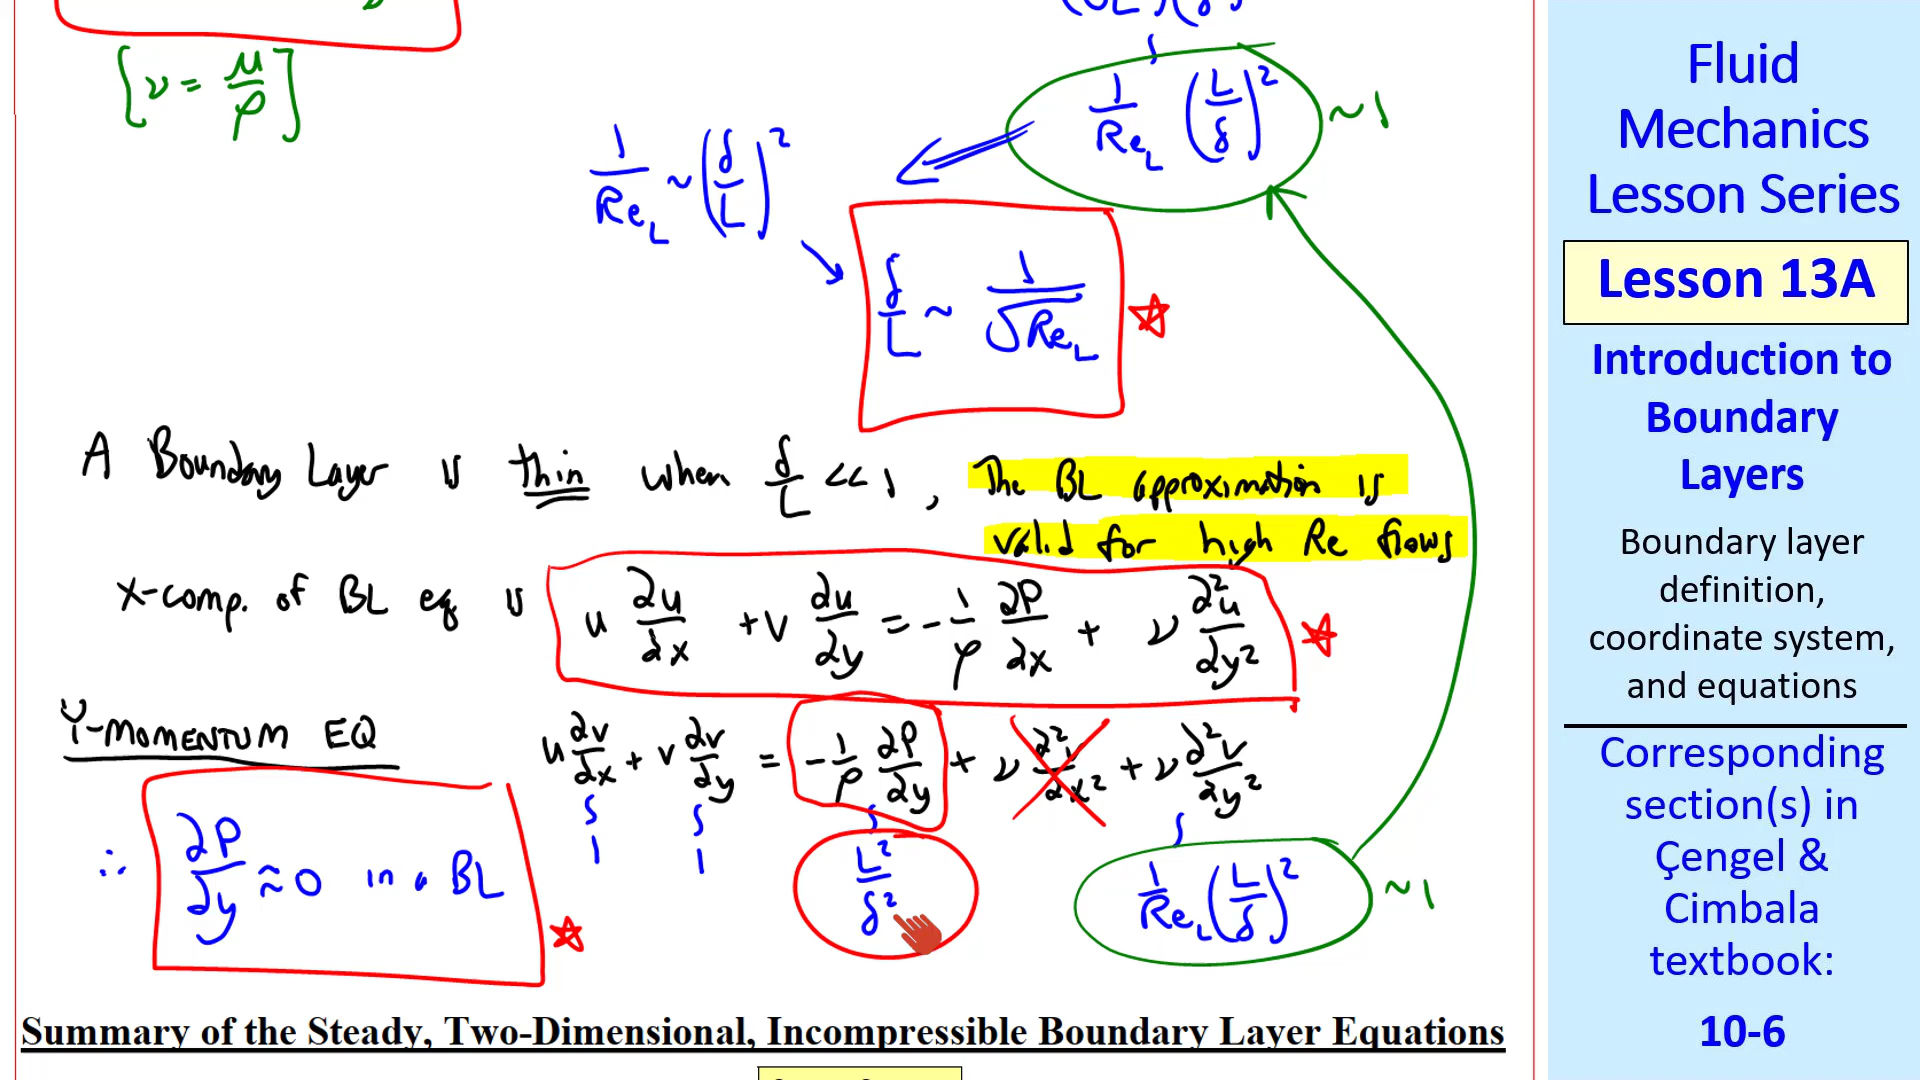 [ν = μ/ρ]
1/Re_L (L/δ)² ~1
1/Re_L ~ (δ/L)²
δ/L ~ 1/√Re_L
A Boundary Layer is thin when δ/L << 1, The BL approximation is
valid for high Re flows
X-comp. of BL eq is u ∂u/∂x + v ∂u/∂y = -1/ρ ∂P/∂x + ν ∂²u/∂y²
Y-MOMENTUM EQ u ∂v/∂x + v ∂v/∂y = -1/ρ ∂P/∂y + ν ∂²v/∂x² + ν ∂²v/∂y²
1 1 L²/δ² 1/Re_L (L/δ)² ~1
∴ ∂P/∂y ≈ 0 in a BL
Summary of the Steady, Two-Dimensional, Incompressible Boundary Layer Equations
Fluid
Mechanics
Lesson Series
Lesson 13A
Introduction to
Boundary
Layers
Boundary layer
definition,
coordinate system,
and equations
Corresponding
section(s) in
Çengel &
Cimbala
textbook:
10-6